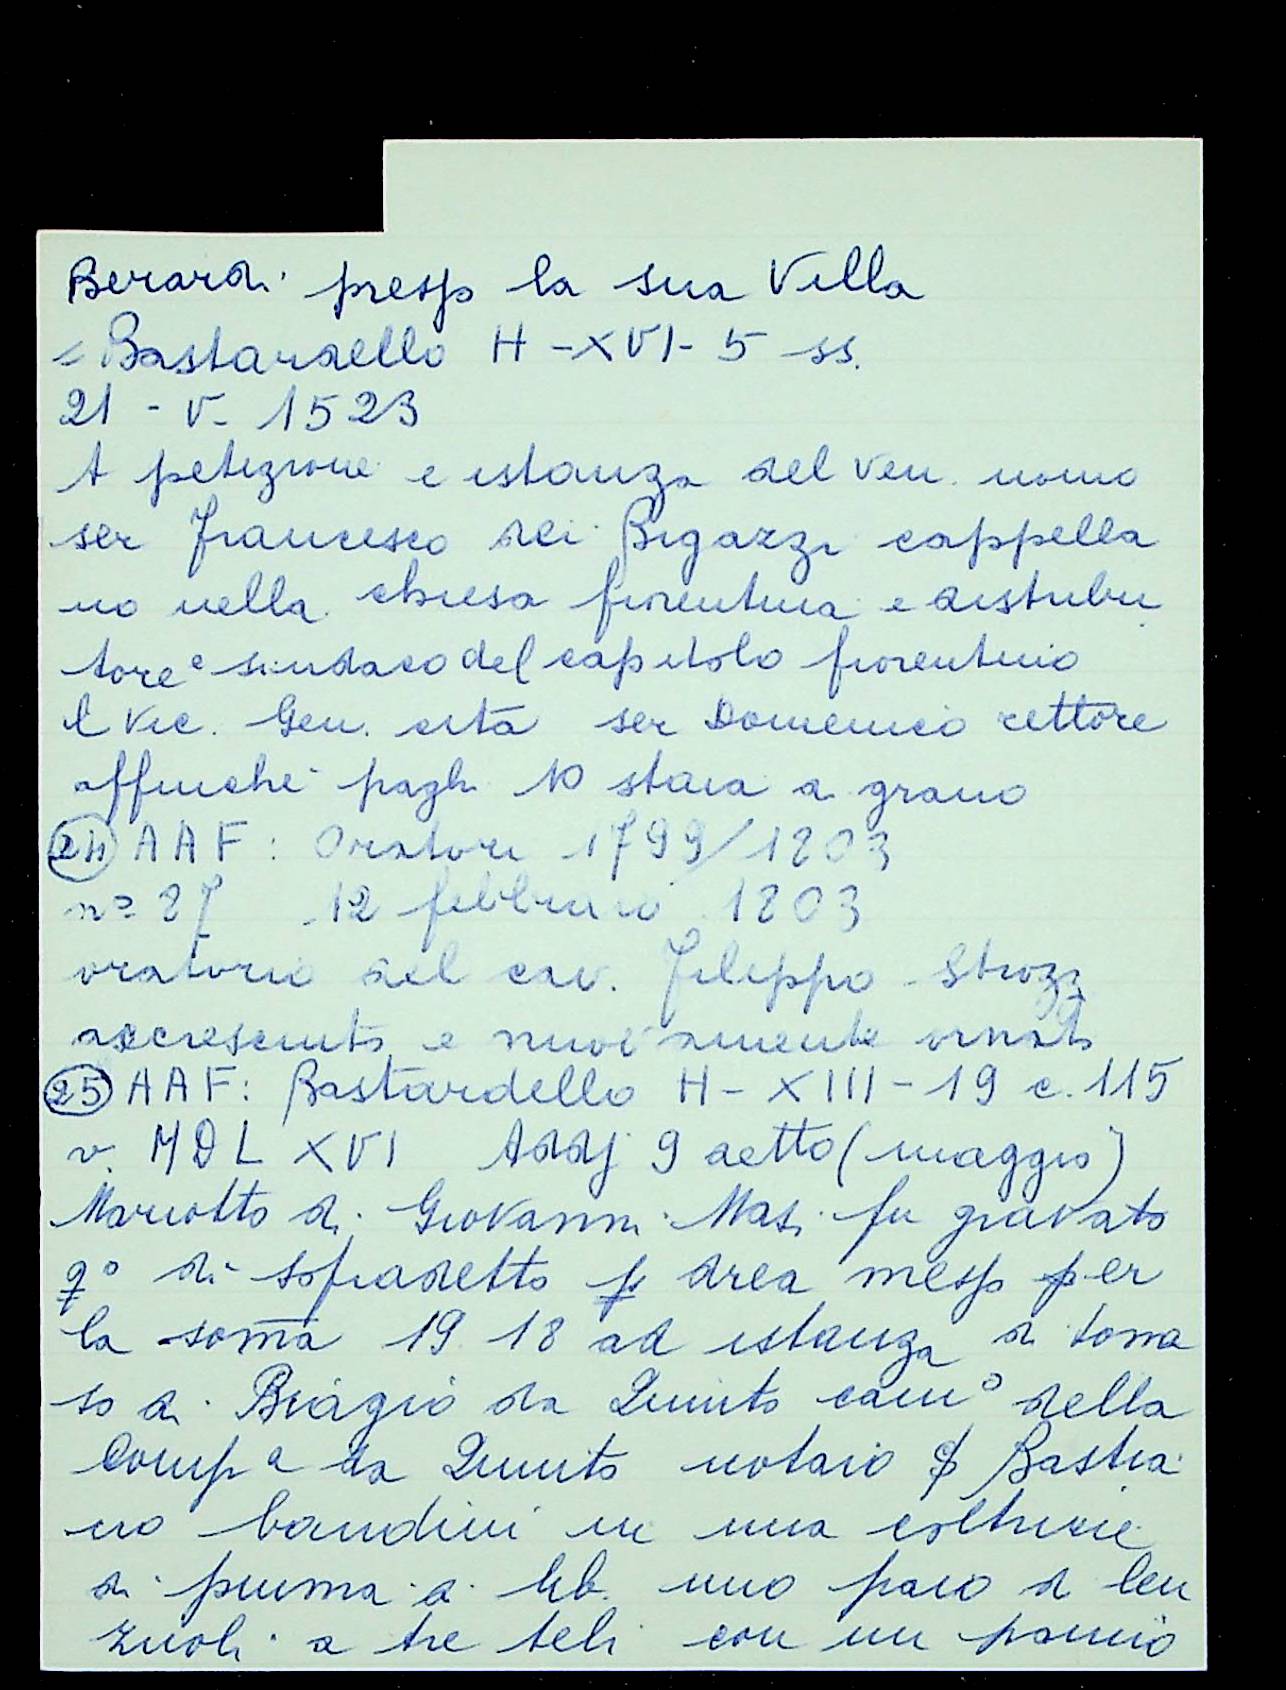 Berardi presso la sua Villa
= Bastardello H - XVI - 5 ss.
21 - V - 1523
A petizione e istanza del ven. uomo
ser Francesco dei Bigazzi cappella
no nella chiesa fiorentina e distribu
tore e sindaco del capitolo fiorentino
il Vic. Gen. cita ser Domenico rettore
affinché paghi 10 staia di grano
(24) AAF: Oratori 1799/1803
n° 27 12 febbraio 1803
oratorio del cav. Filippo Strozzi
accresciuto e nuovamente ornato
(25) AAF: Bastardello H - XIII - 19 c. 115
v. MDLXVI Addj 9 detto (maggio)
Mariotto di Giovanni Masi fu gravato
q° di sopradetto p drea messo per
la soma 19 18 ad istanza di Toma
so di Biagio da Quinto cam° della
Compa da Quinto notaio Bastia
no bandini in una coltricie
di piuma di lib. uno paio di len
zuoli a tre teli con un panno